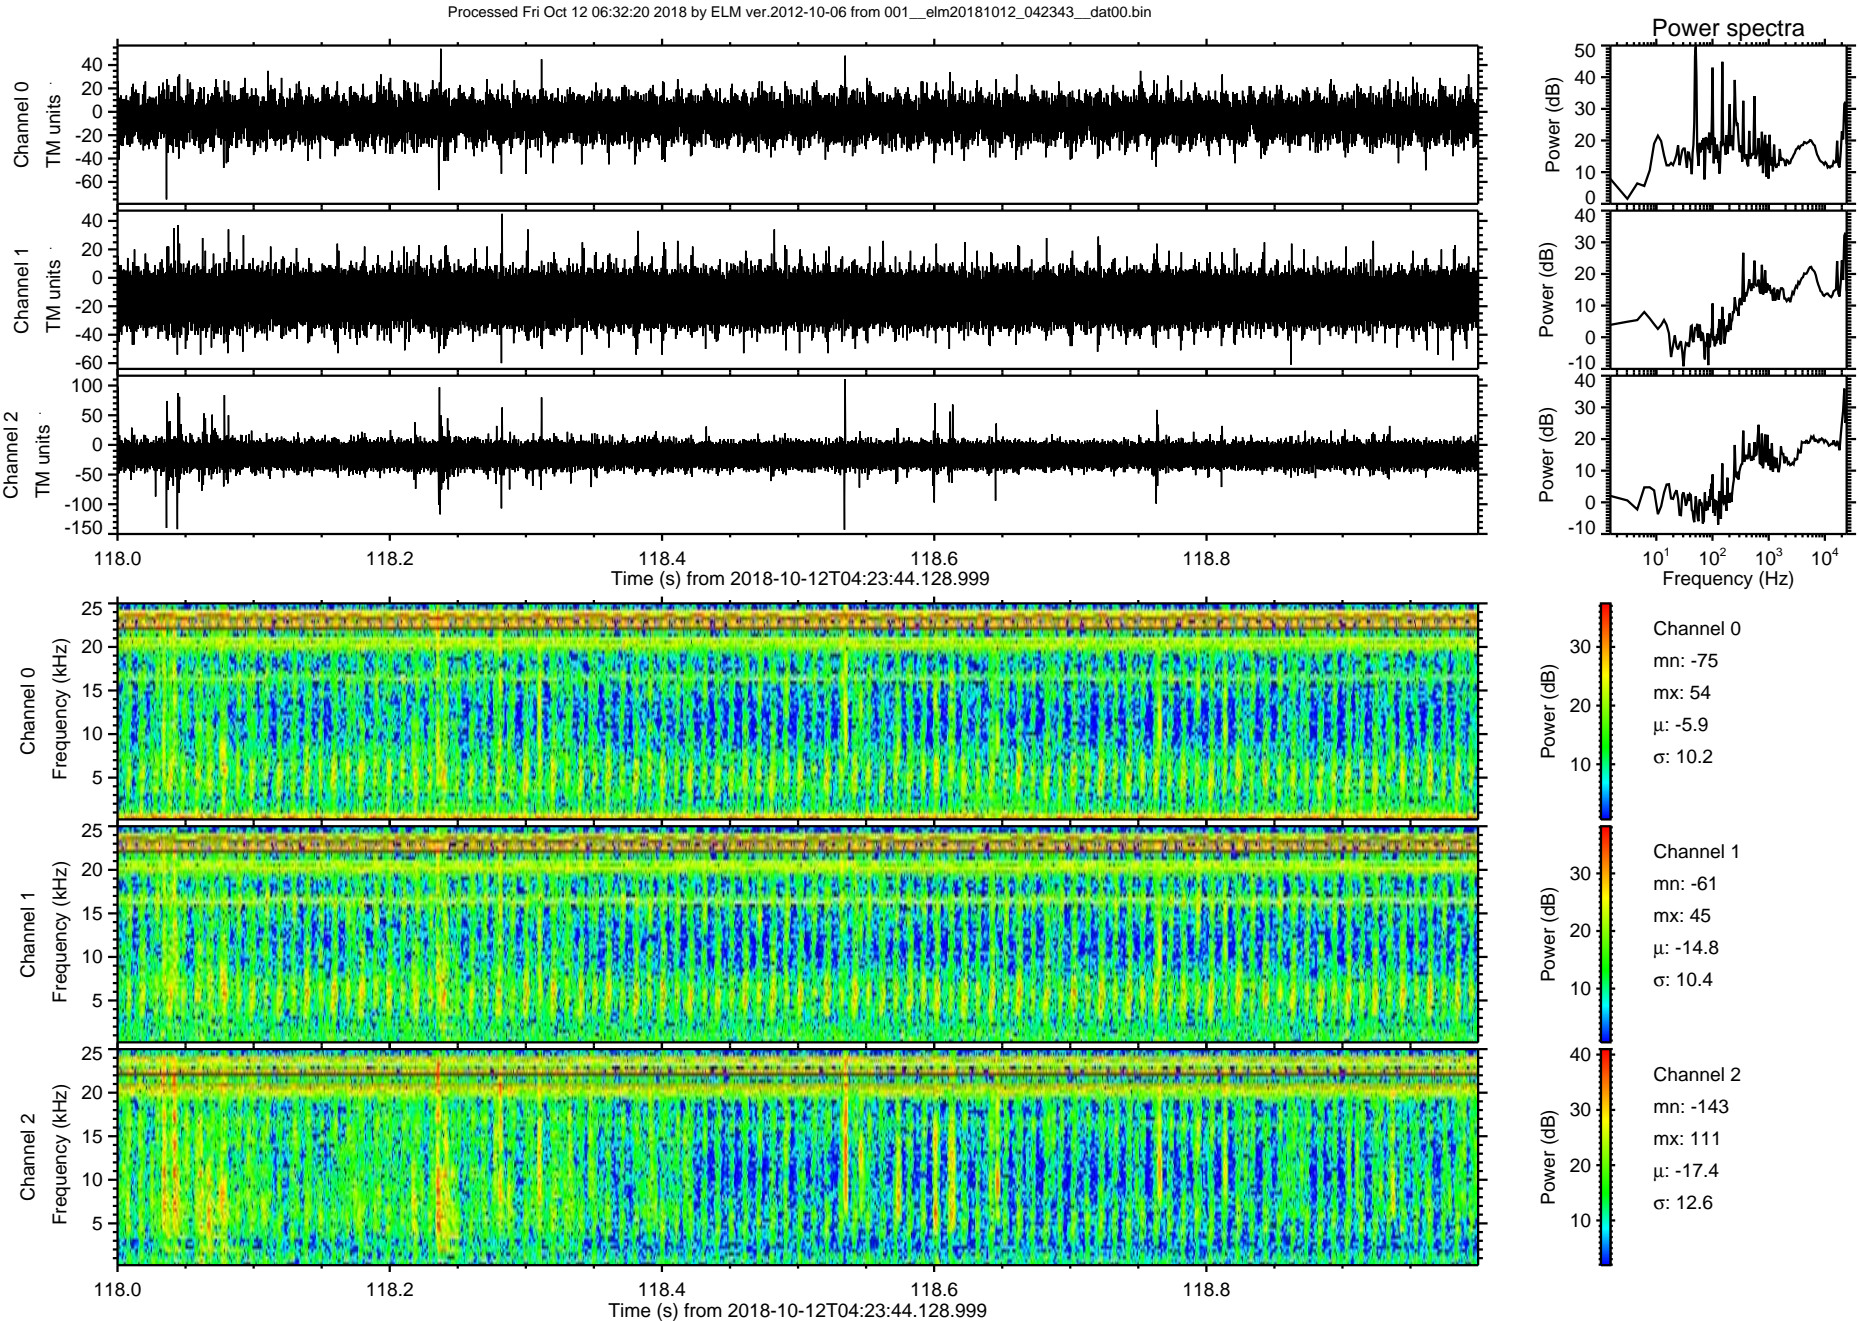 Processed Fri Oct 12 06:32:20 2018 by ELM ver.2012-10-06 from 001__elm20181012_042343__dat00.bin
Power spectra
Channel 0
TM units
40
20
0
-20
-40
-60
Power (dB)
50
40
30
20
10
0
Channel 1
TM units
40
20
0
-20
-40
-60
Power (dB)
40
30
20
10
0
-10
Channel 2
TM units
100
50
0
-50
-100
-150
Power (dB)
40
30
20
10
0
-10
118.0 118.2 118.4 118.6 118.8
Time (s) from 2018-10-12T04:23:44.128.999
10¹ 10² 10³ 10⁴
Frequency (Hz)
Channel 0
Frequency (kHz)
25
20
15
10
5
Power (dB)
30
20
10
Channel 0
mn: -75
mx: 54
μ: -5.9
σ: 10.2
Channel 1
Frequency (kHz)
25
20
15
10
5
Power (dB)
30
20
10
Channel 1
mn: -61
mx: 45
μ: -14.8
σ: 10.4
Channel 2
Frequency (kHz)
25
20
15
10
5
Power (dB)
40
30
20
10
Channel 2
mn: -143
mx: 111
μ: -17.4
σ: 12.6
118.0 118.2 118.4 118.6 118.8
Time (s) from 2018-10-12T04:23:44.128.999